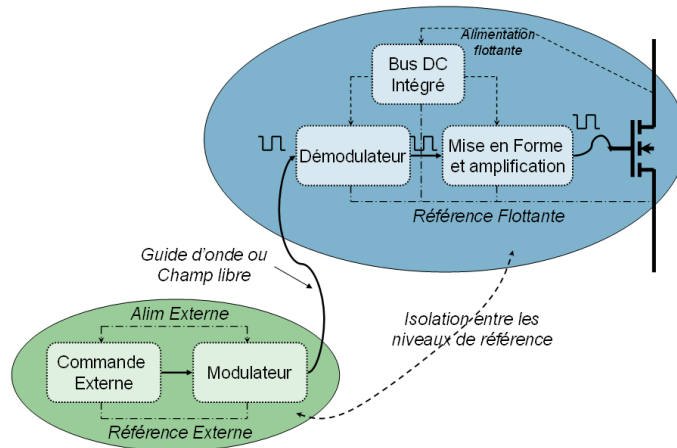 Alimentation
flottante
Bus DC
Intégré
Démodulateur
Mise en Forme
et amplification
Référence Flottante
Guide d'onde ou
Champ libre
Isolation entre les
niveaux de référence
Alim Externe
Commande
Externe
Modulateur
Référence Externe